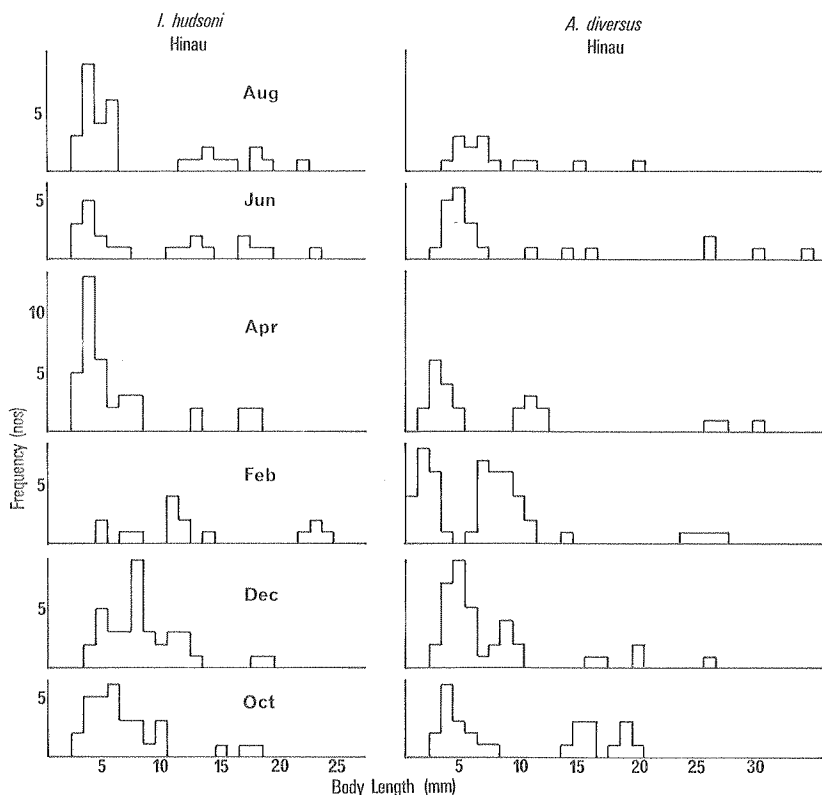 I. hudsoni
Hinau
A. diversus
Hinau
Aug
5
Jun
5
Apr
10
5
Feb
5
Dec
5
Oct
5
Frequency (nos)
5 10 15 20 25
5 10 15 20 25 30
Body Length (mm)